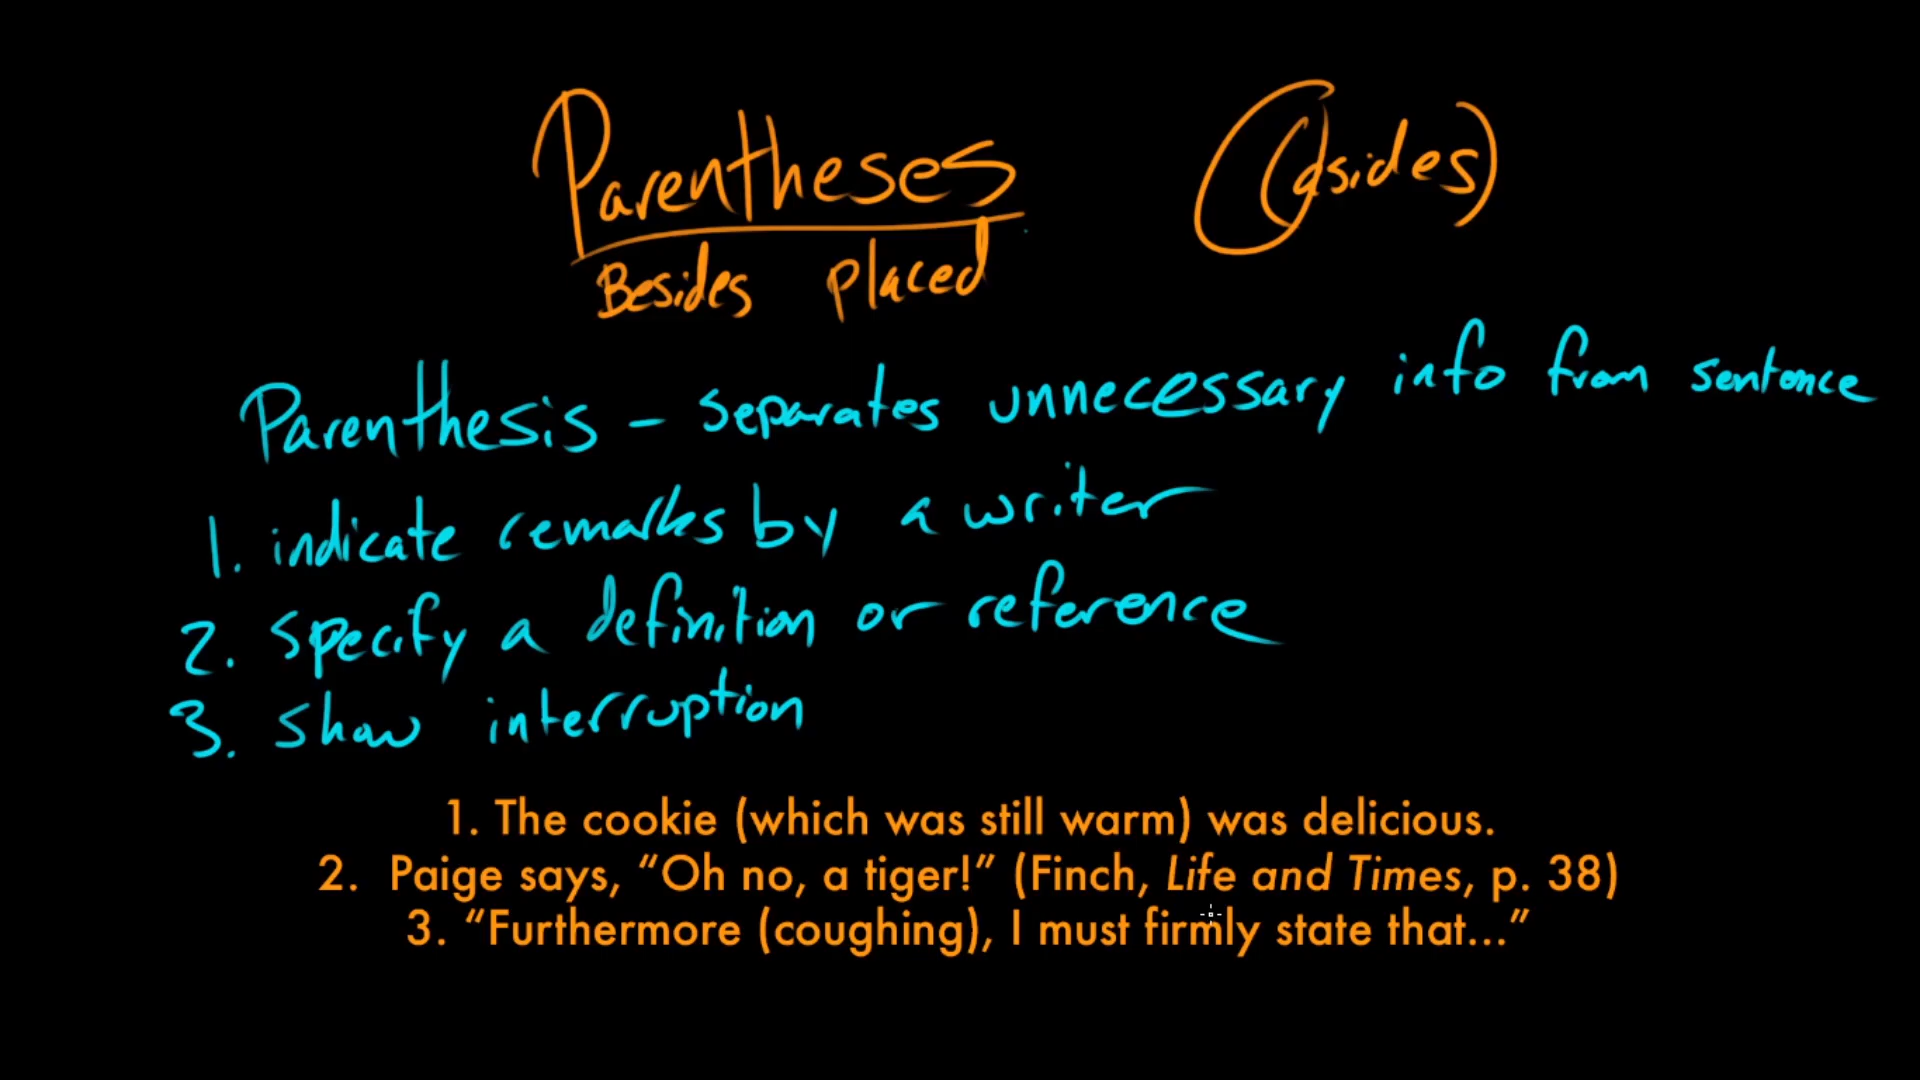 Parentheses (asides)
Besides placed
Parenthesis - separates unnecessary info from sentence
1. indicate remarks by a writer
2. specify a definition or reference
3. show interruption
1. The cookie (which was still warm) was delicious.
2. Paige says, “Oh no, a tiger!” (Finch, Life and Times, p. 38)
3. “Furthermore (coughing), I must firmly state that...”